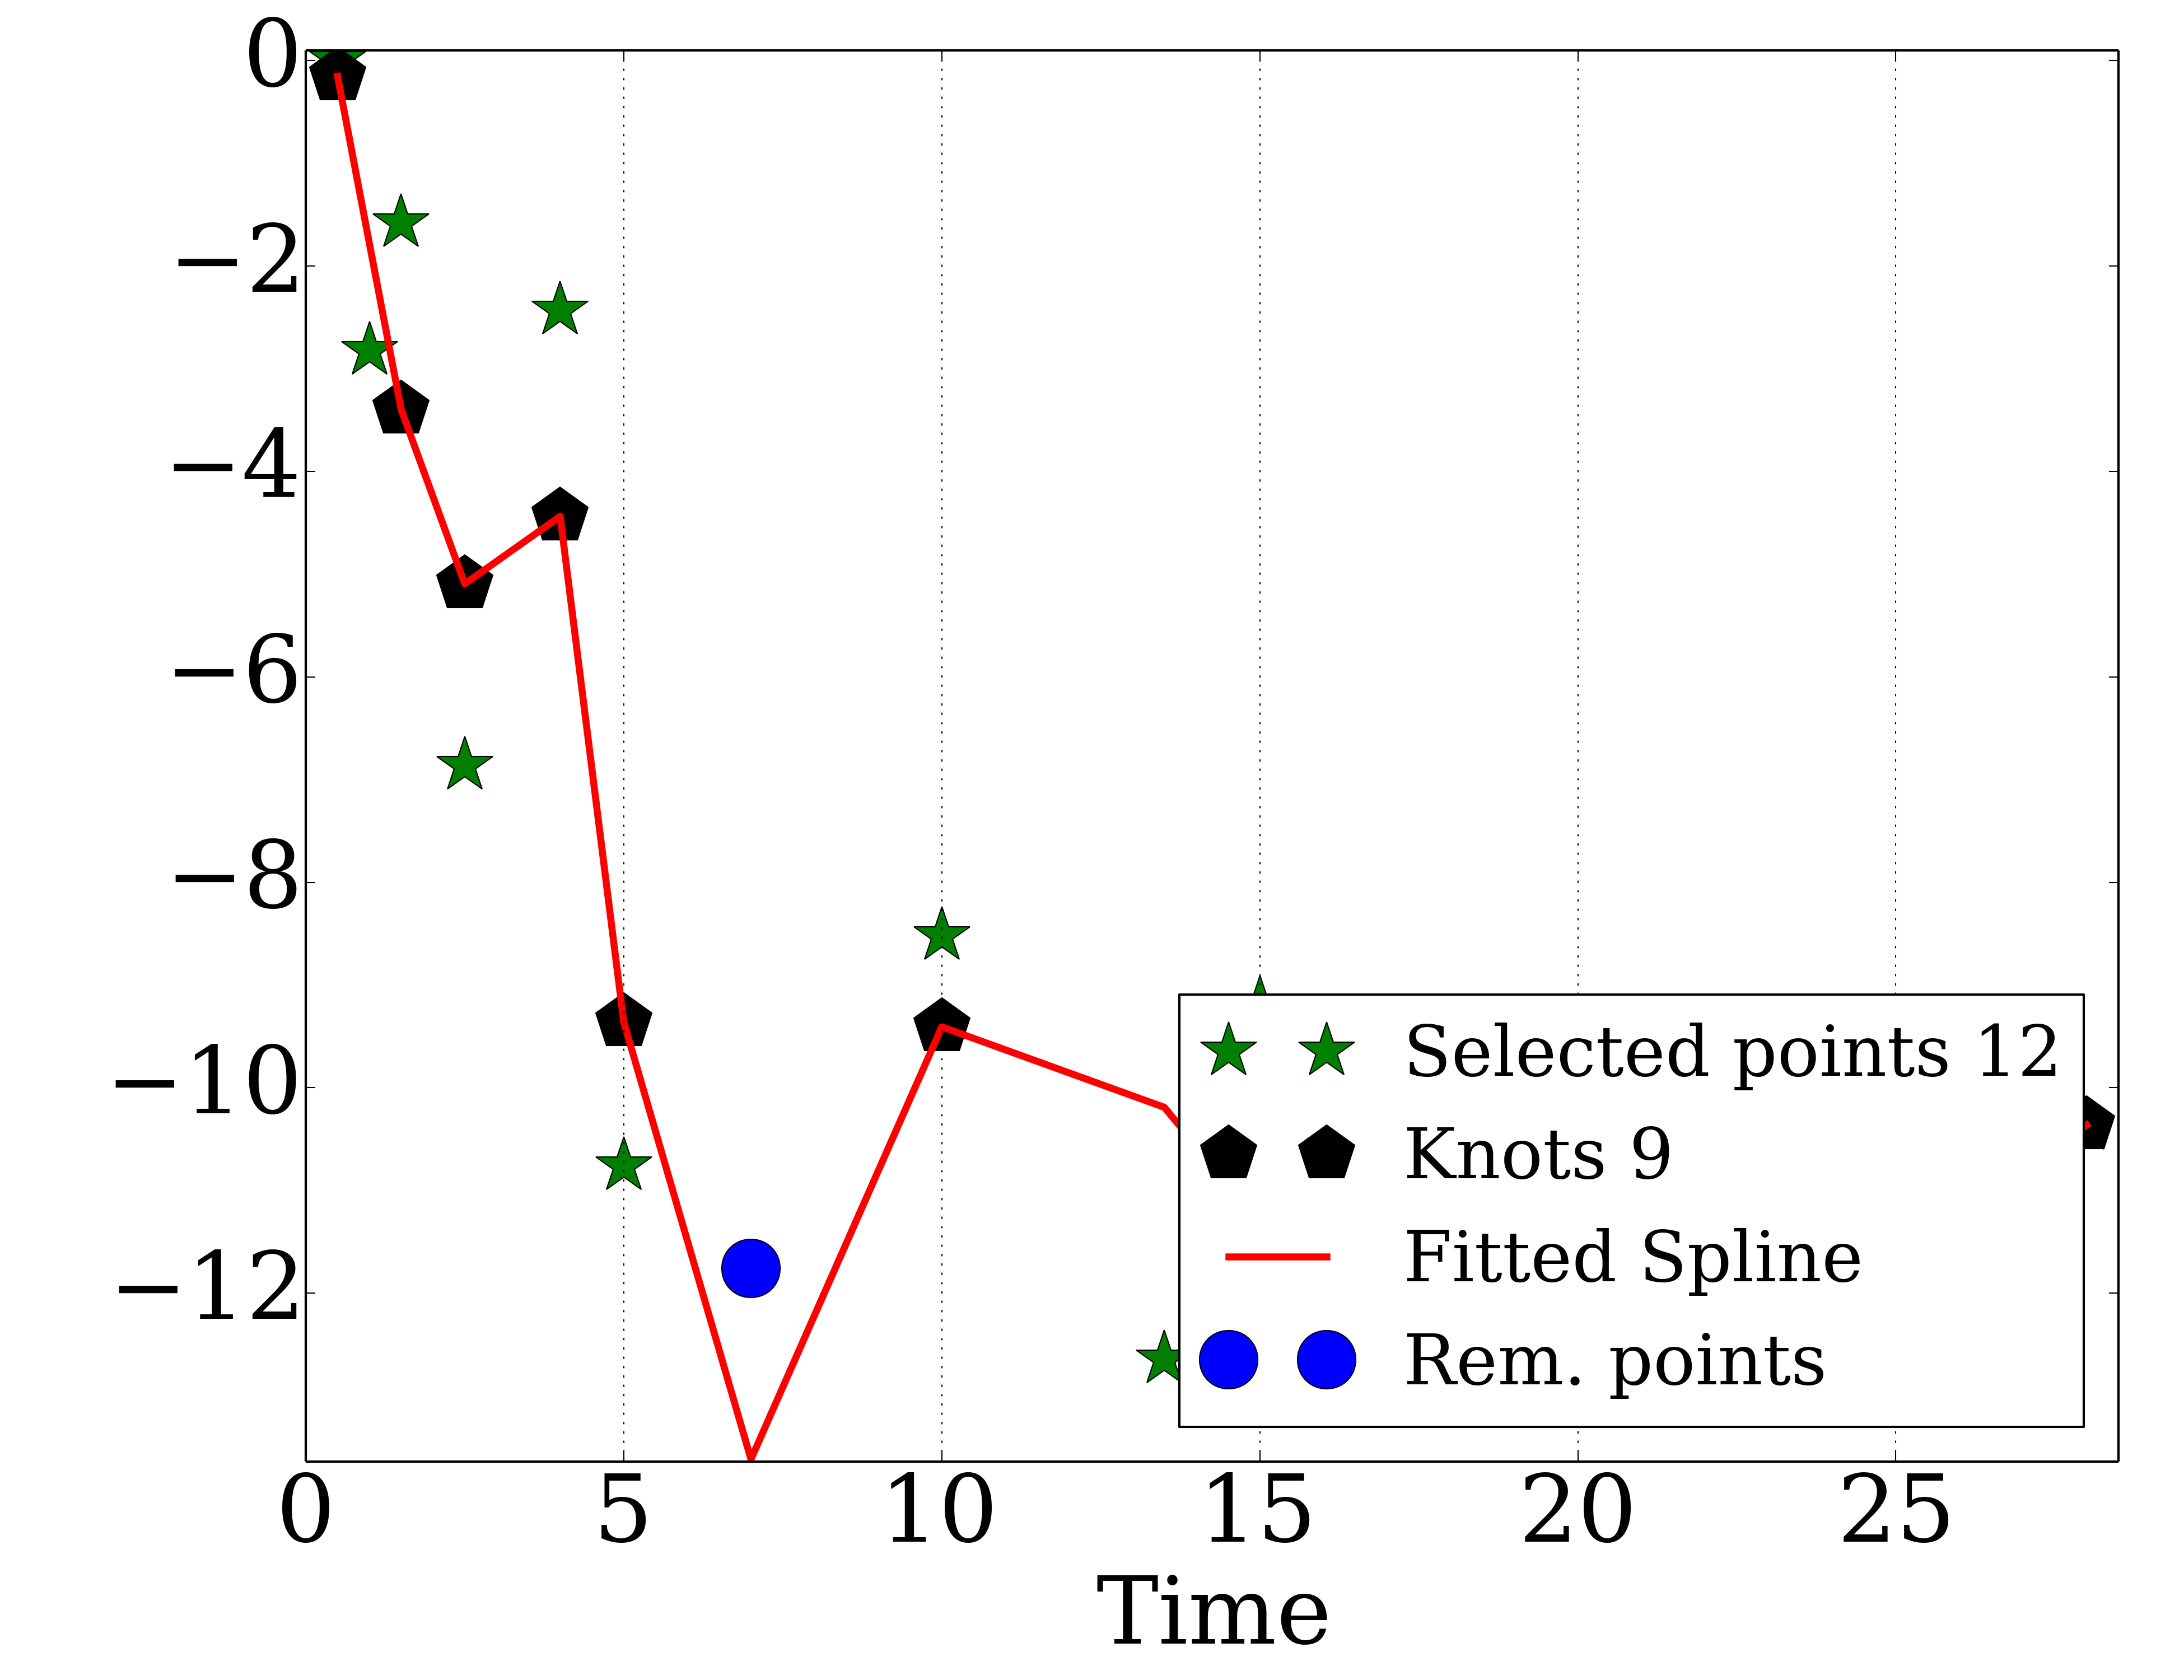 0
−2
−4
−6
−8
−10
−12
Selected points 12
Knots 9
Fitted Spline
Rem. points
0 5 10 15 20 25
Time